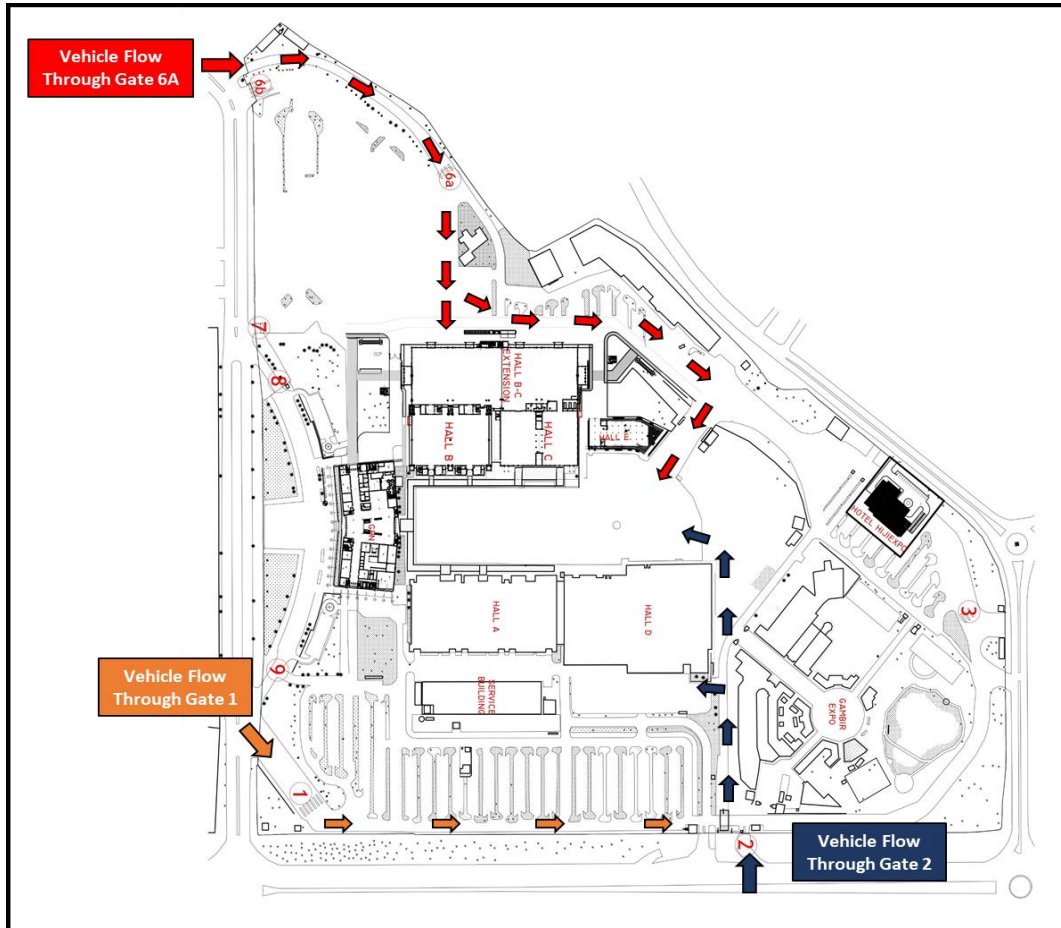 Vehicle Flow
Through Gate 6A
6b
6a
7
8
HALL B-C
EXTENSION
HALL B
HALL C
HALL E
HOTEL HIJIEXPO
GPN
HALL A
HALL D
3
9
Vehicle Flow
Through Gate 1
SERVICE
BUILDING
GAMBIR
EXPO
1
2
Vehicle Flow
Through Gate 2